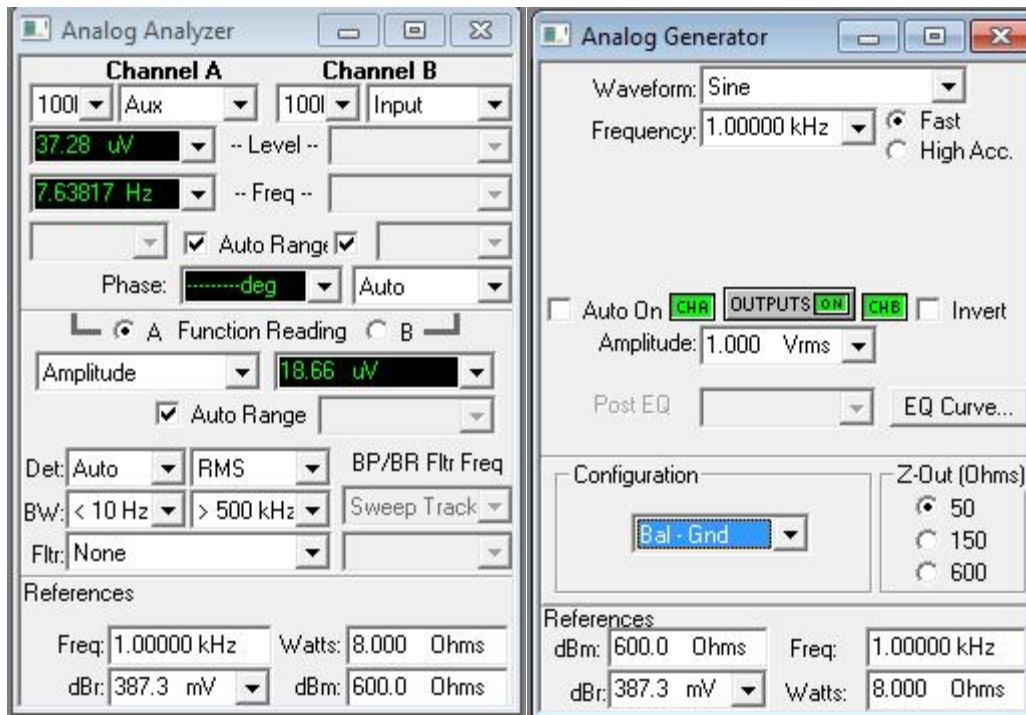 Analog Analyzer
Channel A Channel B
100l Aux 100l Input
37.28 uV -- Level --
7.63817 Hz -- Freq --
Auto Range
Phase: --------deg Auto
A Function Reading B
Amplitude 18.66 uV
Auto Range
Det: Auto RMS BP/BR Fltr Freq
BW: < 10 Hz > 500 kHz Sweep Track
Fltr: None
References
Freq: 1.00000 kHz Watts: 8.000 Ohms
dBr: 387.3 mV dBm: 600.0 Ohms
Analog Generator
Waveform: Sine
Frequency: 1.00000 kHz Fast
High Acc.
Auto On CHA OUTPUTS ON CHB Invert
Amplitude: 1.000 Vrms
Post EQ EQ Curve...
Configuration Z-Out (Ohms)
Bal - Gnd 50
150
600
References
dBm: 600.0 Ohms Freq: 1.00000 kHz
dBr: 387.3 mV Watts: 8.000 Ohms